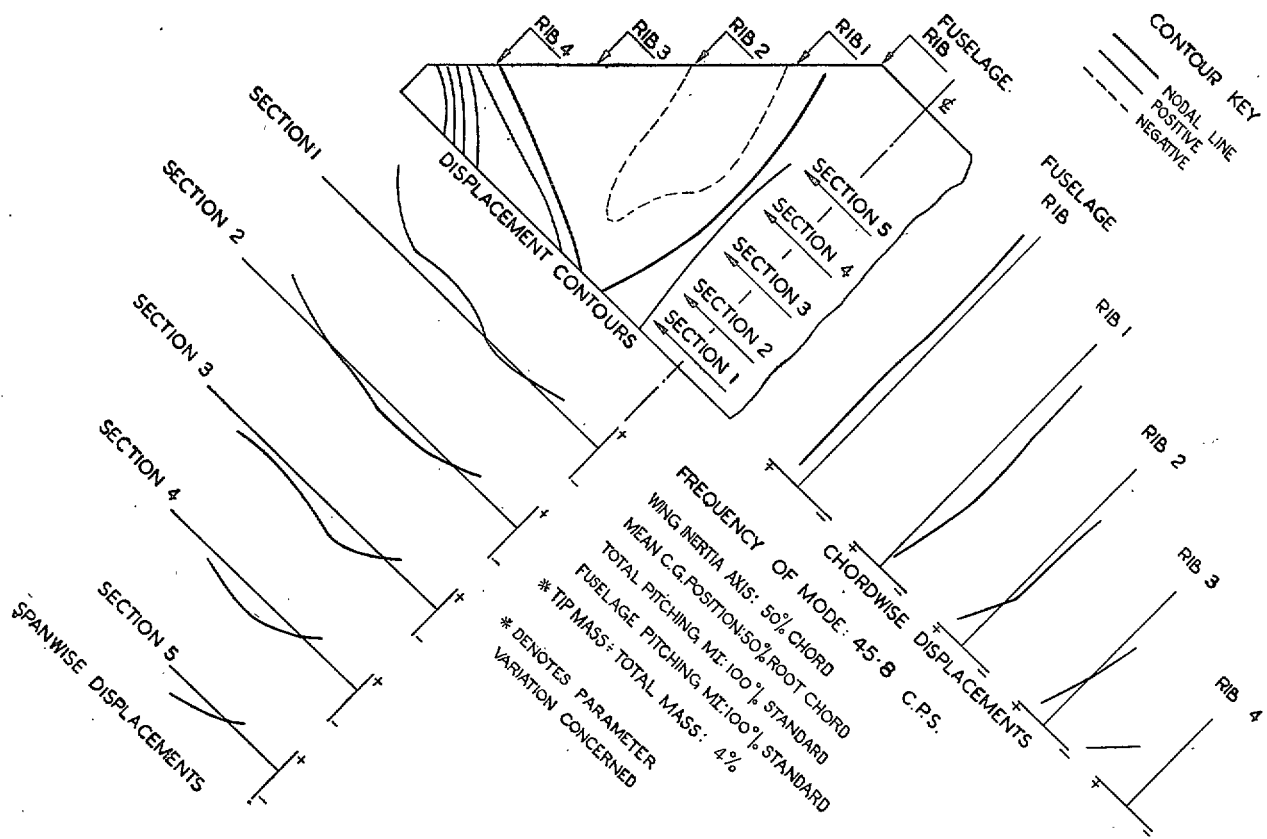 RIB 4
RIB 3
RIB 2
RIB 1
FUSELAGE
RIB
℄
CONTOUR KEY
NODAL LINE
POSITIVE
NEGATIVE
DISPLACEMENT CONTOURS
SECTION 5
SECTION 4
SECTION 3
SECTION 2
SECTION 1
SECTION 1
+
-
SECTION 2
+
-
SECTION 3
+
-
SECTION 4
+
-
SECTION 5
+
-
SPANWISE DISPLACEMENTS
FUSELAGE
RIB
RIB 1
RIB 2
RIB 3
RIB 4
CHORDWISE DISPLACEMENTS
FREQUENCY OF MODE: 45·8 C.P.S.
WING INERTIA AXIS: 50% CHORD
MEAN C.G. POSITION: 50% ROOT CHORD
TOTAL PITCHING, MI: 100% STANDARD
FUSELAGE PITCHING, MI: 100% STANDARD
* TIP MASS ÷ TOTAL MASS: 4%
* DENOTES PARAMETER
VARIATION CONCERNED